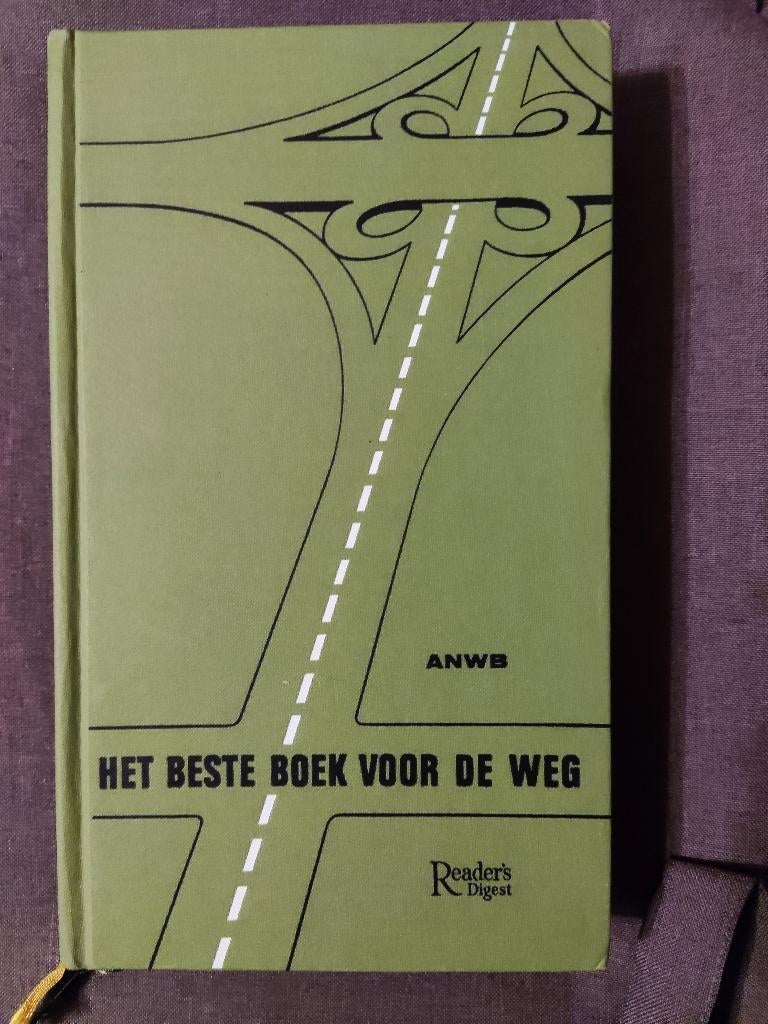 ANWB
HET BESTE BOEK VOOR DE WEG
Reader's
Digest